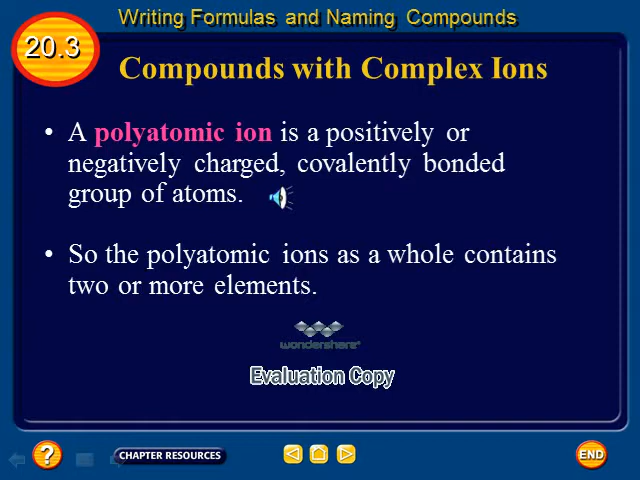 Writing Formulas and Naming Compounds
20.3
Compounds with Complex Ions
• A polyatomic ion is a positively or
negatively charged, covalently bonded
group of atoms.
• So the polyatomic ions as a whole contains
two or more elements.
wondershare
Evaluation Copy
?
CHAPTER RESOURCES
END